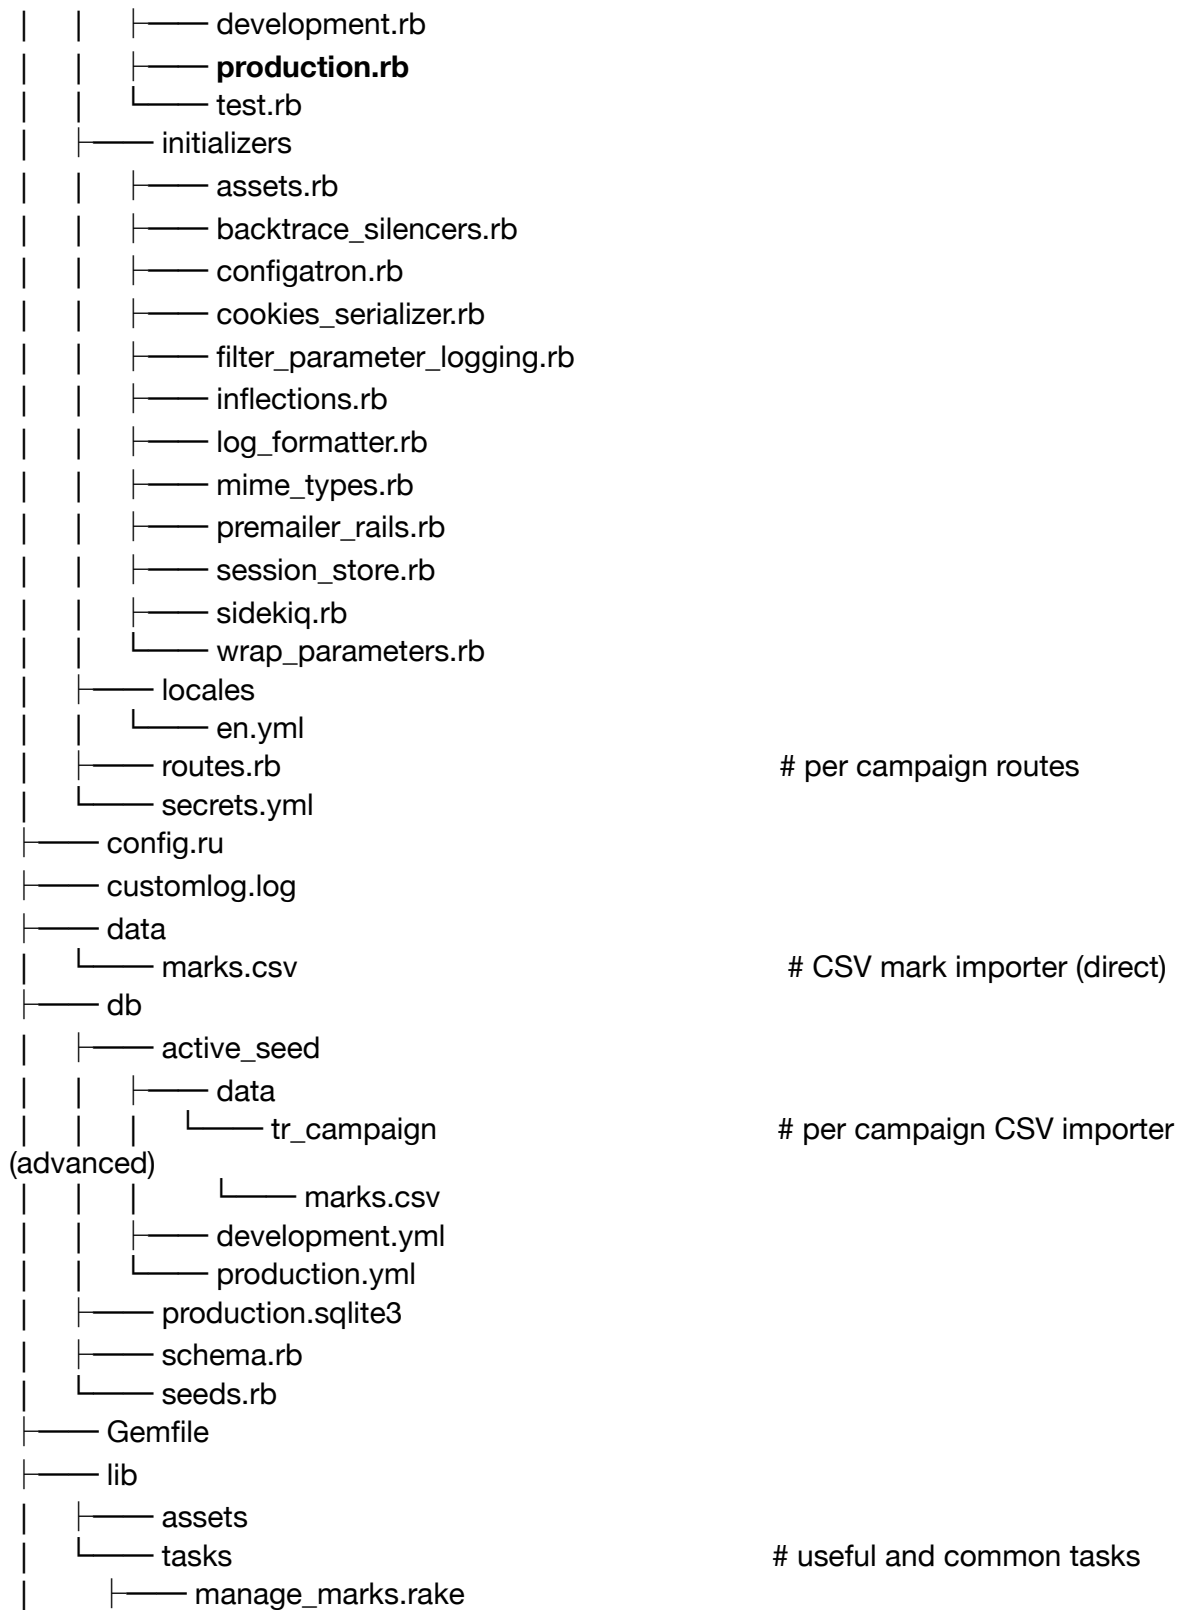 │ │ ├── development.rb
│ │ ├── production.rb
│ │ └── test.rb
│ ├── initializers
│ │ ├── assets.rb
│ │ ├── backtrace_silencers.rb
│ │ ├── configatron.rb
│ │ ├── cookies_serializer.rb
│ │ ├── filter_parameter_logging.rb
│ │ ├── inflections.rb
│ │ ├── log_formatter.rb
│ │ ├── mime_types.rb
│ │ ├── premailer_rails.rb
│ │ ├── session_store.rb
│ │ ├── sidekiq.rb
│ │ └── wrap_parameters.rb
│ ├── locales
│ │ └── en.yml
│ ├── routes.rb # per campaign routes
│ └── secrets.yml
├── config.ru
├── customlog.log
├── data
│ └── marks.csv # CSV mark importer (direct)
├── db
│ ├── active_seed
│ │ ├── data
│ │ │ └── tr_campaign # per campaign CSV importer
(advanced)
│ │ │ └── marks.csv
│ │ ├── development.yml
│ │ └── production.yml
│ ├── production.sqlite3
│ ├── schema.rb
│ └── seeds.rb
├── Gemfile
├── lib
│ ├── assets
│ └── tasks # useful and common tasks
│ ├── manage_marks.rake